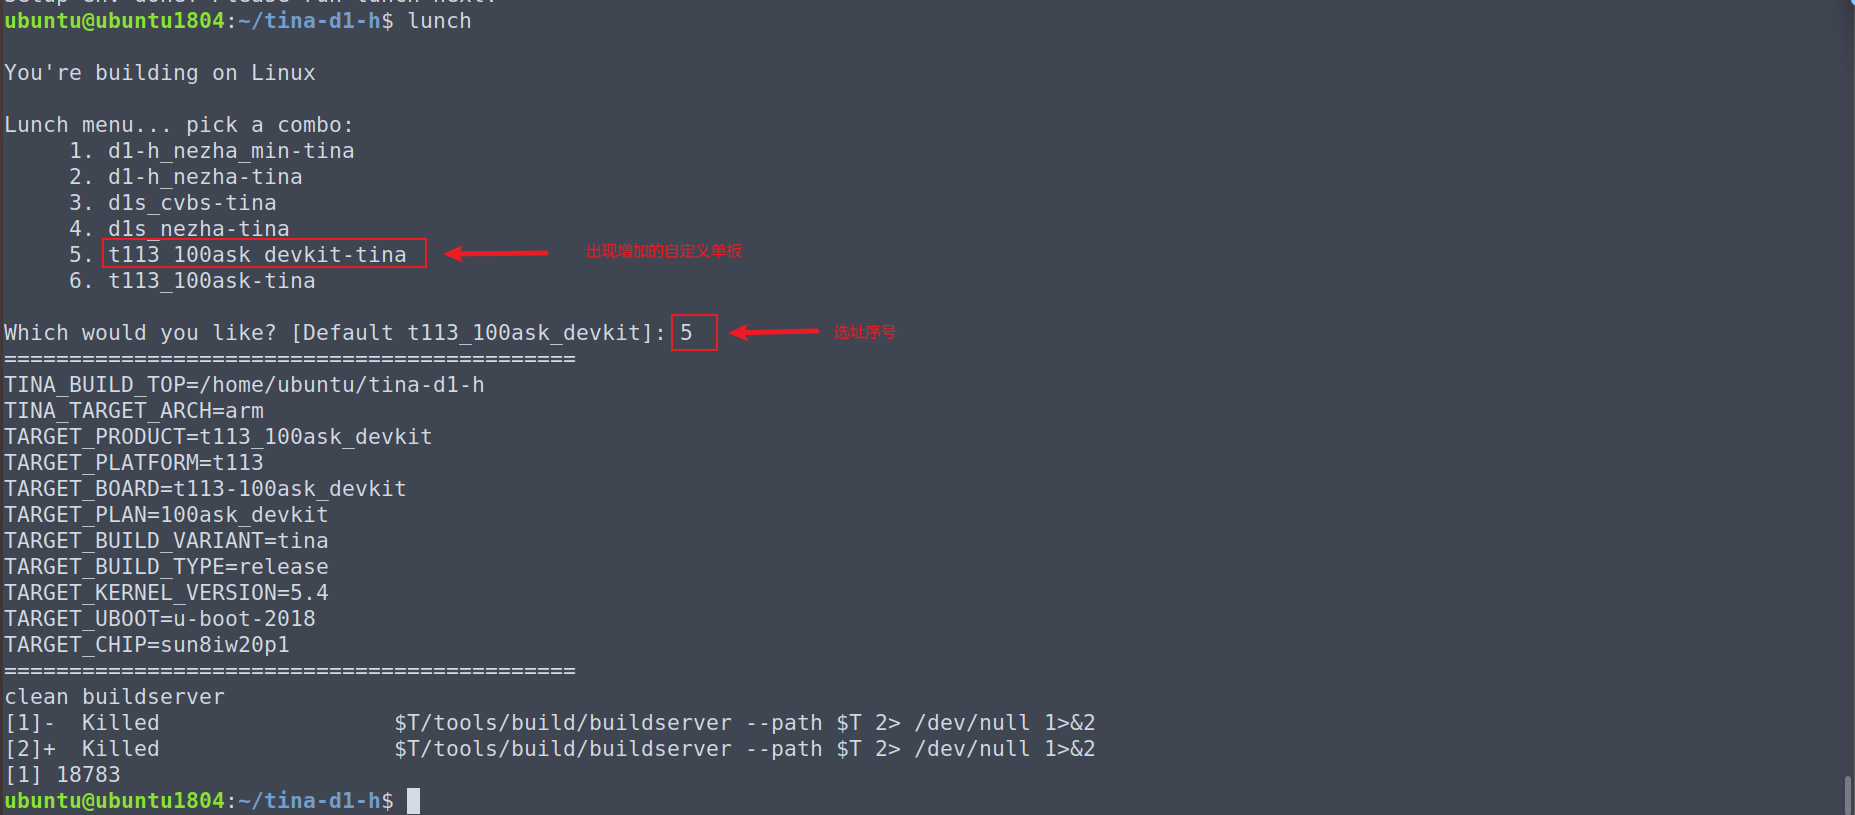 ubuntu@ubuntu1804:~/tina-d1-h$ lunch
You're building on Linux
Lunch menu... pick a combo:
1. d1-h_nezha_min-tina
2. d1-h_nezha-tina
3. d1s_cvbs-tina
4. d1s_nezha-tina
5. t113_100ask_devkit-tina 出现增加的自定义单板
6. t113_100ask-tina
Which would you like? [Default t113_100ask_devkit]: 5 选址序号
============================================
TINA_BUILD_TOP=/home/ubuntu/tina-d1-h
TINA_TARGET_ARCH=arm
TARGET_PRODUCT=t113_100ask_devkit
TARGET_PLATFORM=t113
TARGET_BOARD=t113-100ask_devkit
TARGET_PLAN=100ask_devkit
TARGET_BUILD_VARIANT=tina
TARGET_BUILD_TYPE=release
TARGET_KERNEL_VERSION=5.4
TARGET_UBOOT=u-boot-2018
TARGET_CHIP=sun8iw20p1
============================================
clean buildserver
[1]-  Killed                  $T/tools/build/buildserver --path $T 2> /dev/null 1>&2
[2]+  Killed                  $T/tools/build/buildserver --path $T 2> /dev/null 1>&2
[1] 18783
ubuntu@ubuntu1804:~/tina-d1-h$